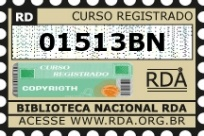 RD CURSO REGISTRADO
01513BN
CURSO
REGISTRADO
COPYRIGTH
RDA
BIBLIOTECA NACIONAL RDA
ACESSE WWW.RDA.ORG.BR